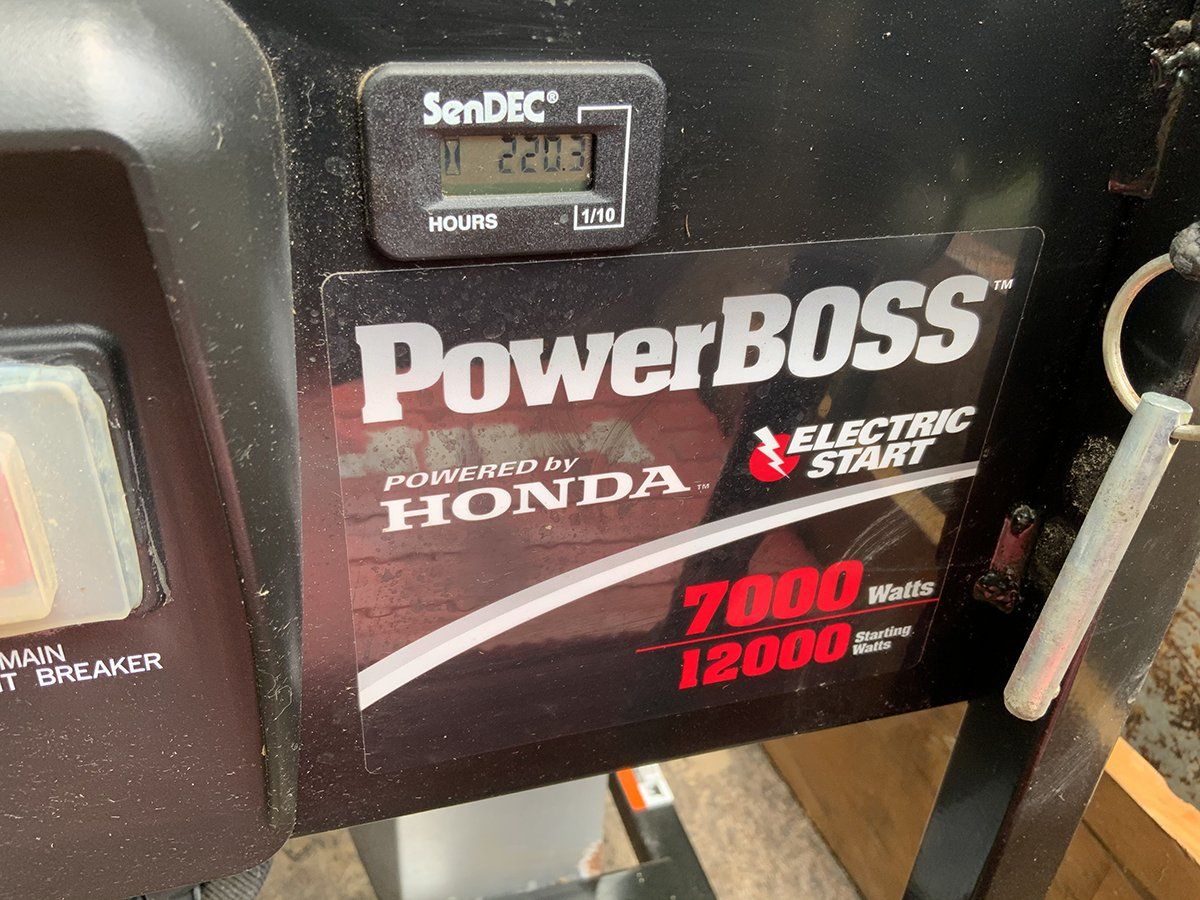 SenDEC®
220.3
HOURS
1/10
PowerBOSS™
POWERED by
HONDA™
ELECTRIC
START
7000 Watts
12000 Starting
Watts
MAIN
BREAKER